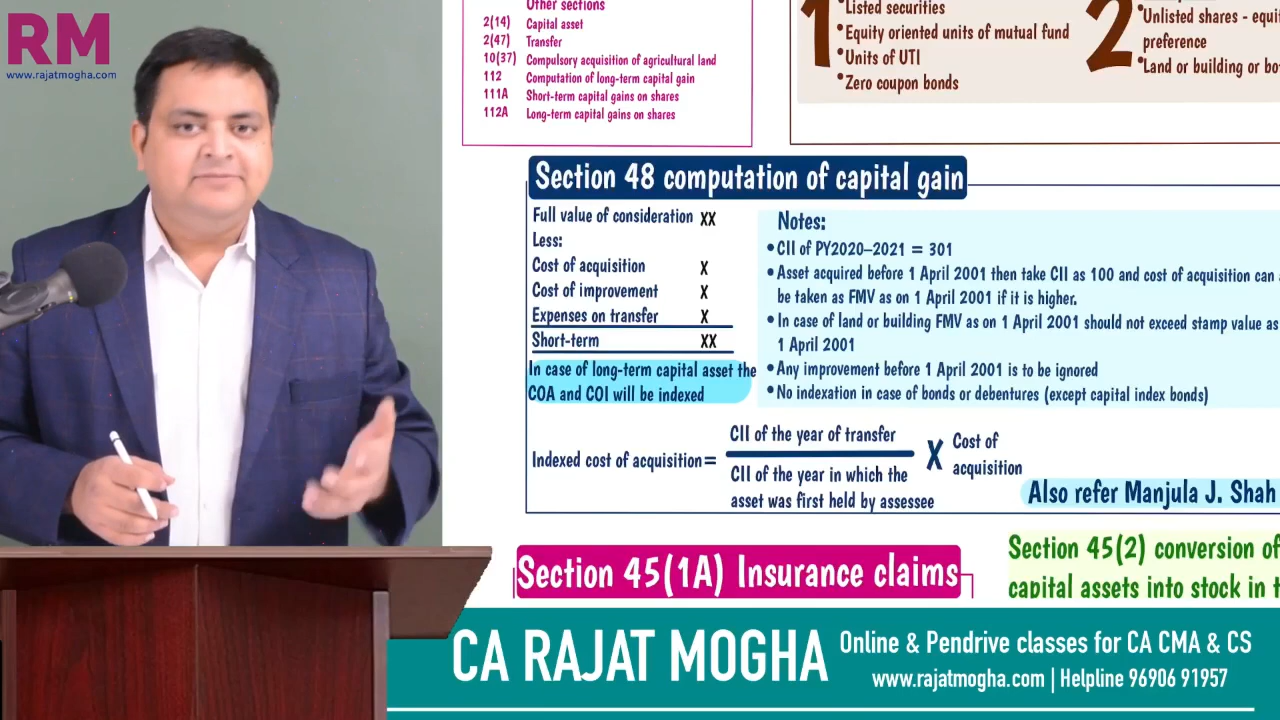 RM
www.rajatmogha.com
Other sections
2(14) Capital asset
2(47) Transfer
10(37) Compulsory acquisition of agricultural land
112 Computation of long-term capital gain
111A Short-term capital gains on shares
112A Long-term capital gains on shares
1
Listed securities
•Equity oriented units of mutual fund
•Units of UTI
•Zero coupon bonds
2
•Unlisted shares - equi
preference
•Land or building or bo
Section 48 computation of capital gain
Full value of consideration XX
Less:
Cost of acquisition X
Cost of improvement X
Expenses on transfer X
Short-term XX
In case of long-term capital asset the
COA and COI will be indexed
Notes:
•CII of PY2020–2021 = 301
•Asset acquired before 1 April 2001 then take CII as 100 and cost of acquisition can
be taken as FMV as on 1 April 2001 if it is higher.
•In case of land or building FMV as on 1 April 2001 should not exceed stamp value as
1 April 2001
•Any improvement before 1 April 2001 is to be ignored
•No indexation in case of bonds or debentures (except capital index bonds)
Indexed cost of acquisition=
CII of the year of transfer
CII of the year in which the
asset was first held by assessee
X
Cost of
acquisition
Also refer Manjula J. Shah
Section 45(1A) Insurance claims
Section 45(2) conversion of
capital assets into stock in t
CA RAJAT MOGHA
Online & Pendrive classes for CA CMA & CS
www.rajatmogha.com | Helpline 96906 91957